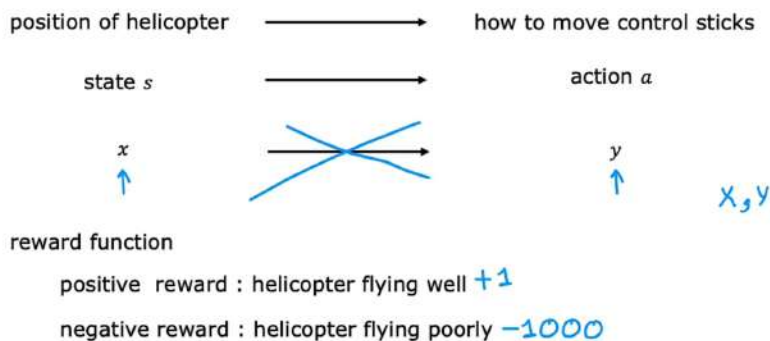 position of helicopter how to move control sticks
state s action a
x y
X, Y
reward function
positive reward : helicopter flying well +1
negative reward : helicopter flying poorly -1000